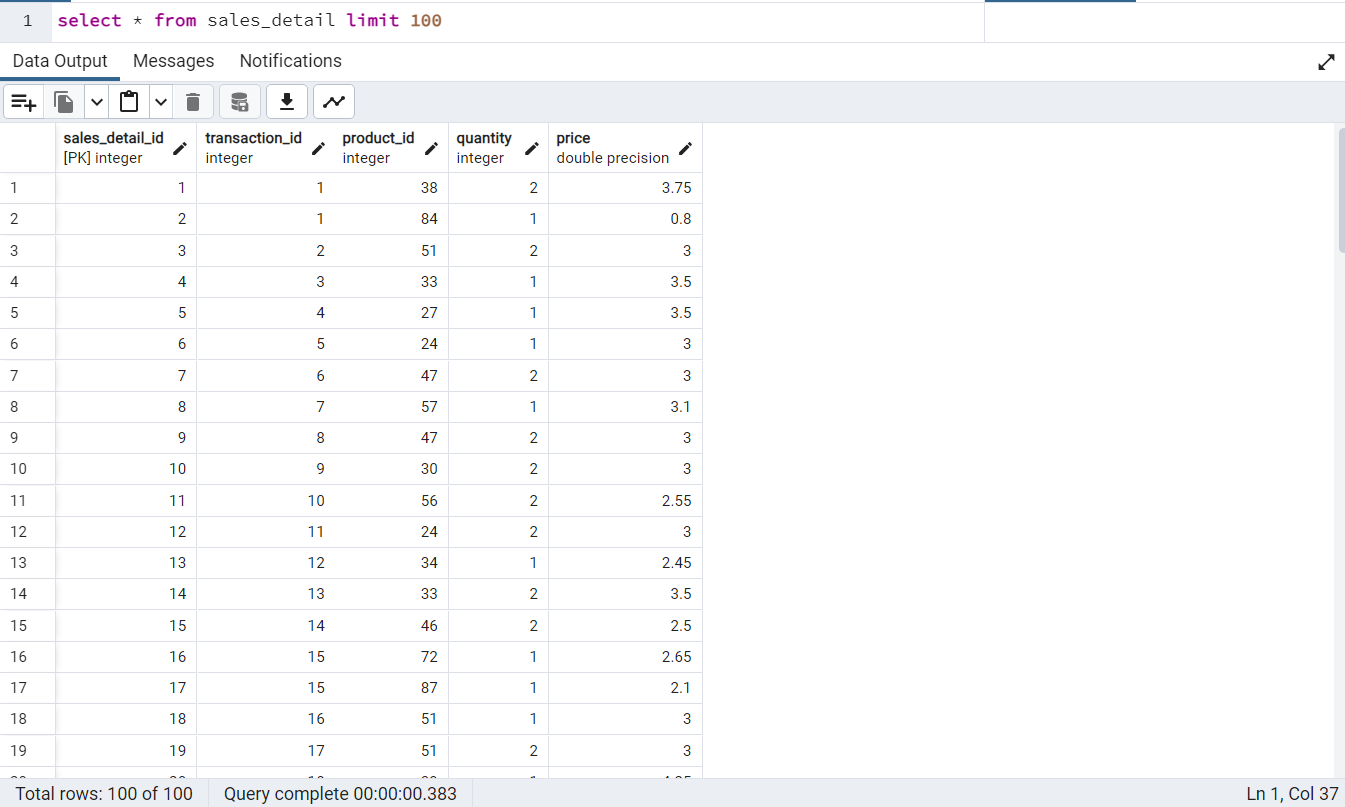 1 select * from sales_detail limit 100
Data Output Messages Notifications
sales_detail_id transaction_id product_id quantity price
[PK] integer integer integer integer double precision
1 1 1 38 2 3.75
2 2 1 84 1 0.8
3 3 2 51 2 3
4 4 3 33 1 3.5
5 5 4 27 1 3.5
6 6 5 24 1 3
7 7 6 47 2 3
8 8 7 57 1 3.1
9 9 8 47 2 3
10 10 9 30 2 3
11 11 10 56 2 2.55
12 12 11 24 2 3
13 13 12 34 1 2.45
14 14 13 33 2 3.5
15 15 14 46 2 2.5
16 16 15 72 1 2.65
17 17 15 87 1 2.1
18 18 16 51 1 3
19 19 17 51 2 3
Total rows: 100 of 100 Query complete 00:00:00.383 Ln 1, Col 37